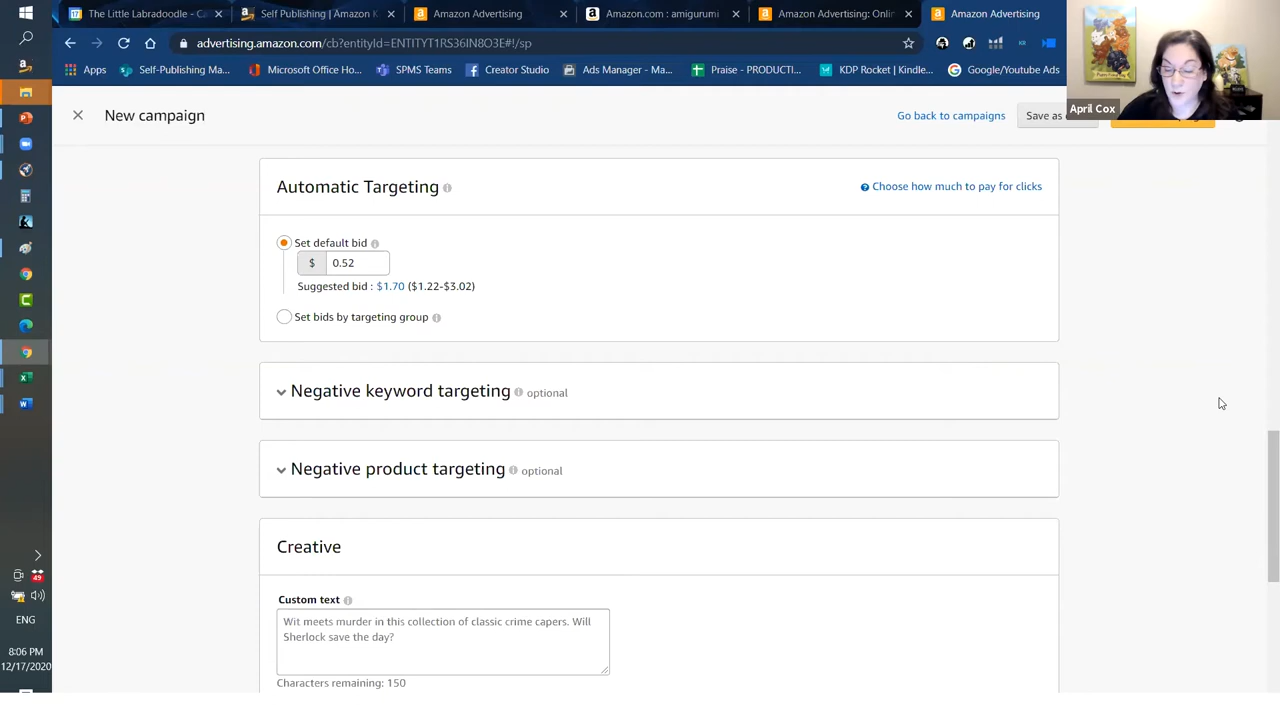 The Little Labradoodle - Ca
Self Publishing | Amazon K
Amazon Advertising
Amazon.com : amigurumi
Amazon Advertising: Onlin
Amazon Advertising
advertising.amazon.com/cb?entityId=ENTITYT1RS36IN8O3E#!/sp
Apps
Self-Publishing Ma...
Microsoft Office Ho...
SPMS Teams
Creator Studio
Ads Manager - Ma...
Praise - PRODUCTI...
KDP Rocket | Kindle...
Google/Youtube Ads
April Cox
New campaign
Go back to campaigns
Save as
Automatic Targeting
Choose how much to pay for clicks
Set default bid
$ 0.52
Suggested bid : $1.70 ($1.22-$3.02)
Set bids by targeting group
Negative keyword targeting optional
Negative product targeting optional
Creative
Custom text
Wit meets murder in this collection of classic crime capers. Will
Sherlock save the day?
Characters remaining: 150
49
ENG
8:06 PM
12/17/2020